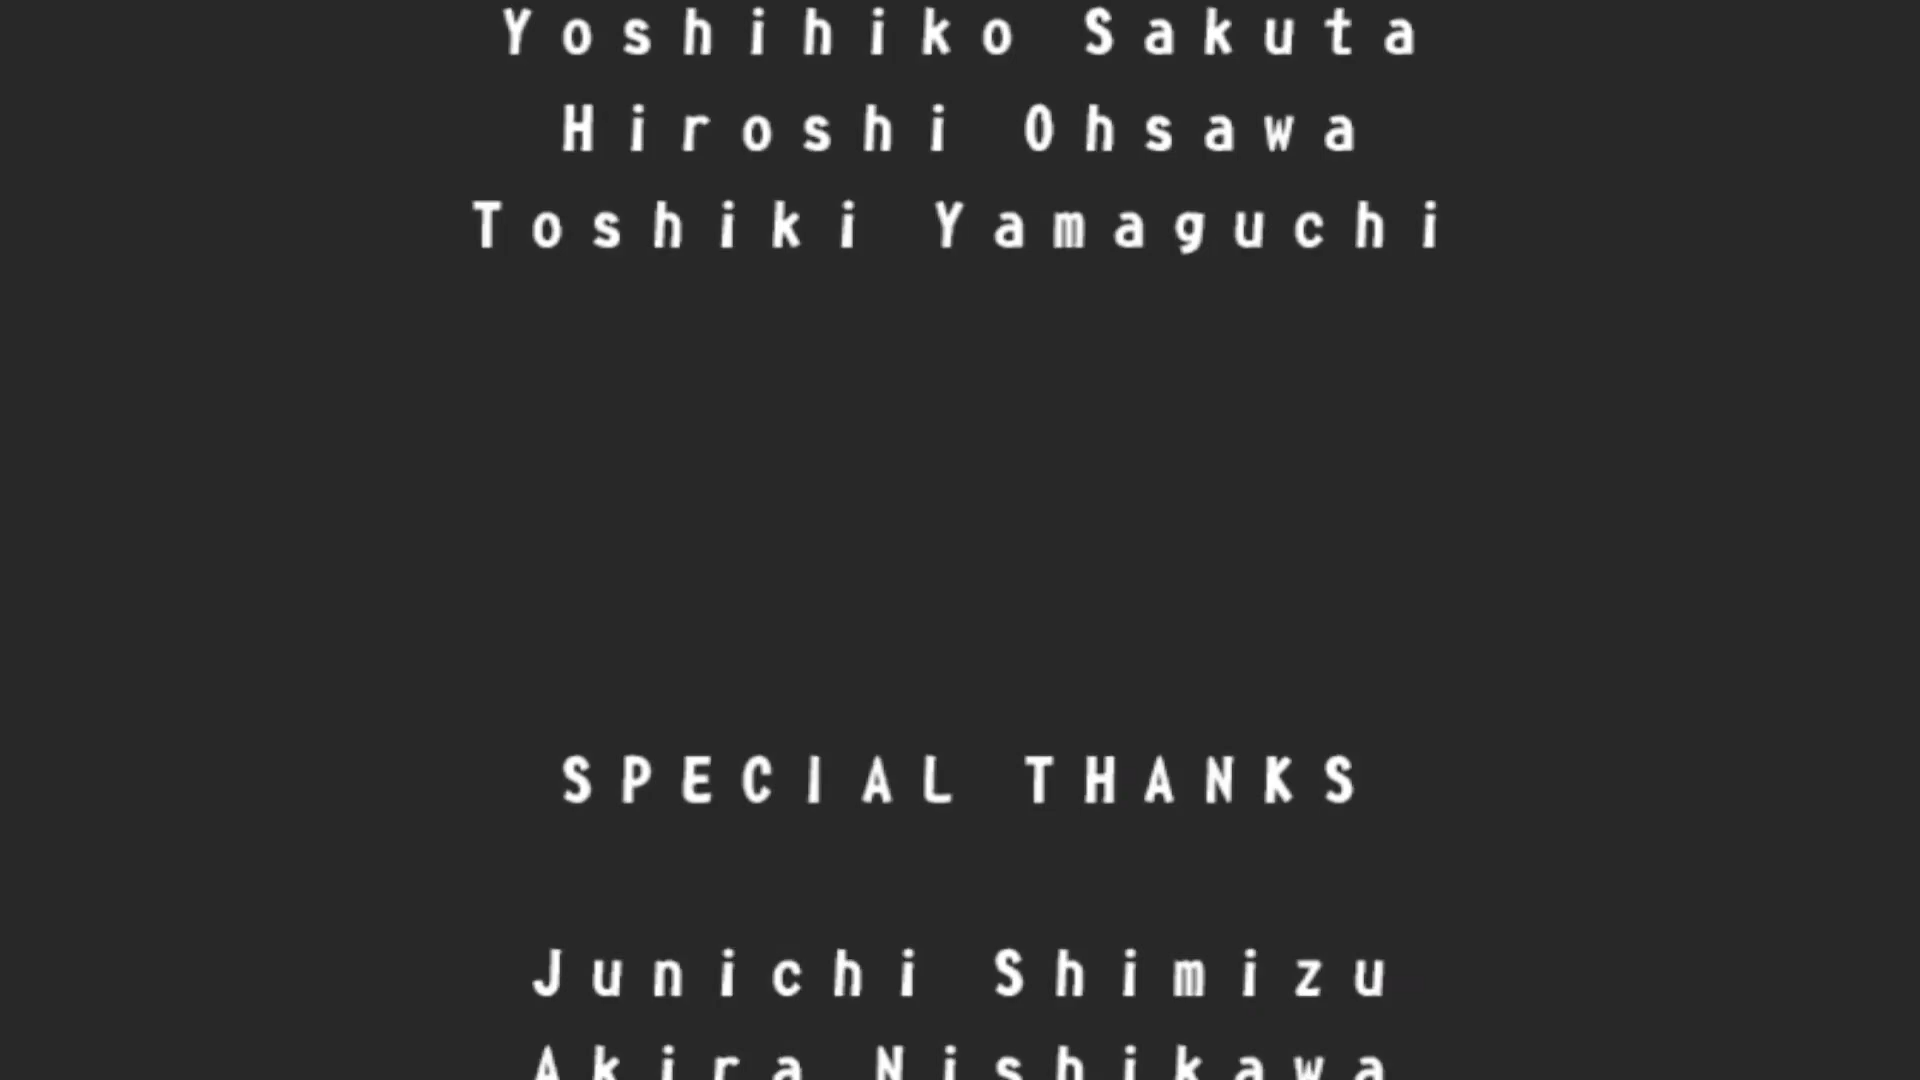 Yoshihiko Sakuta
Hiroshi Ohsawa
Toshiki Yamaguchi
SPECIAL THANKS
Junichi Shimizu
Akira Nishikawa